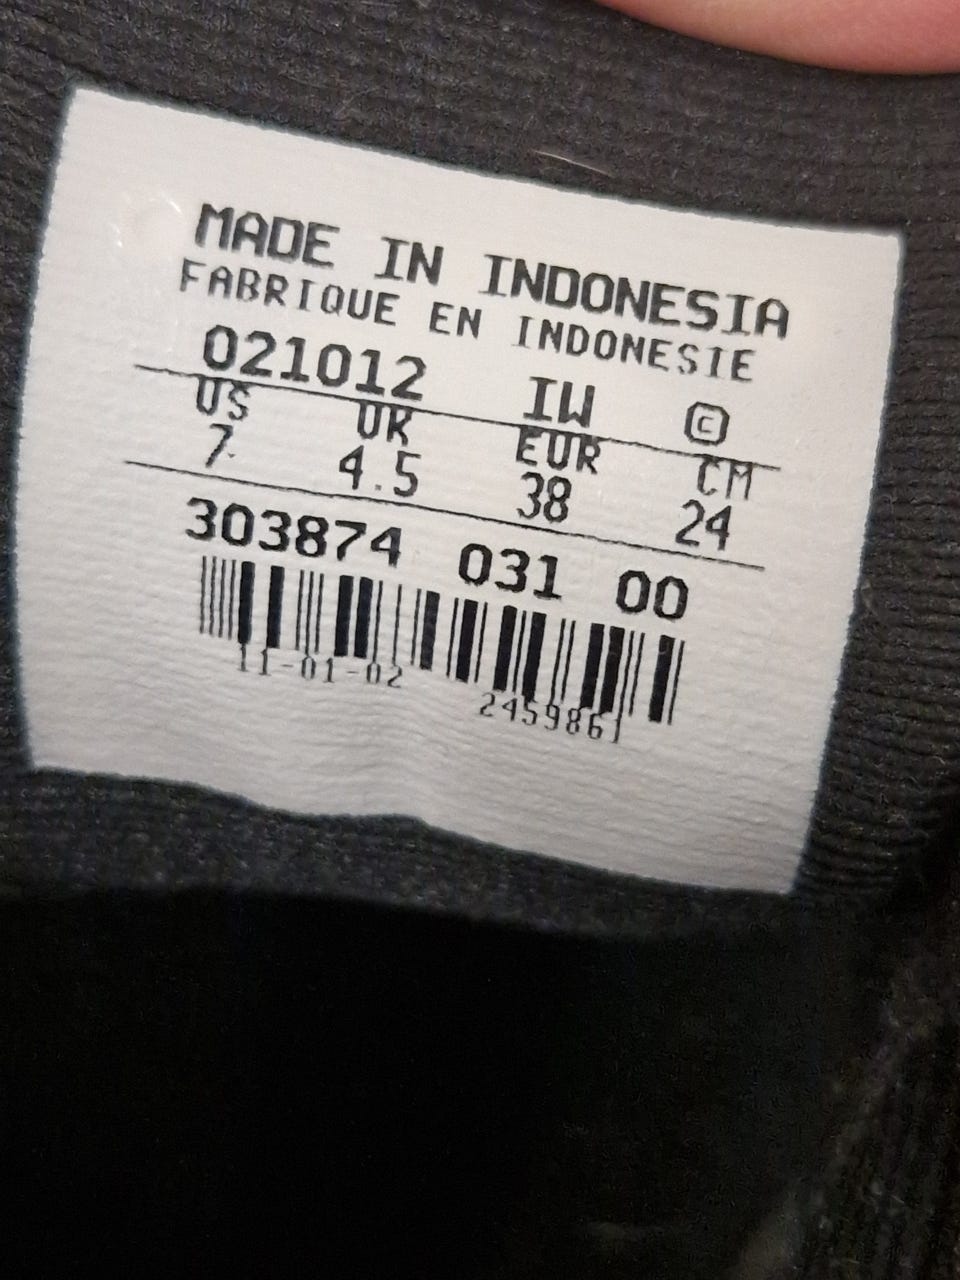 MADE IN INDONESIA
FABRIQUE EN INDONESIE
021012 IW ©
US UK EUR CM
7 4.5 38 24
303874 031 00
11-01-02
2459861